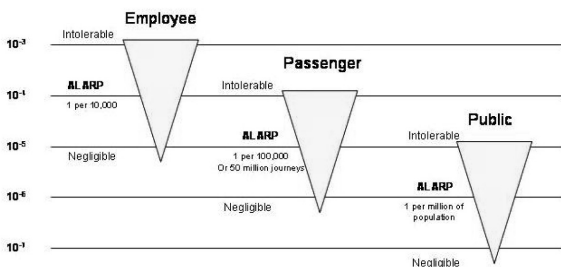 Employee
10⁻³
Intolerable
Passenger
Intolerable
10⁻⁴
ALARP
1 per 10,000
Public
Intolerable
10⁻⁵
Negligible
ALARP
1 per 100,000
Or 50 million journeys
10⁻⁶
Negligible
ALARP
1 per million of
population
10⁻⁷
Negligible